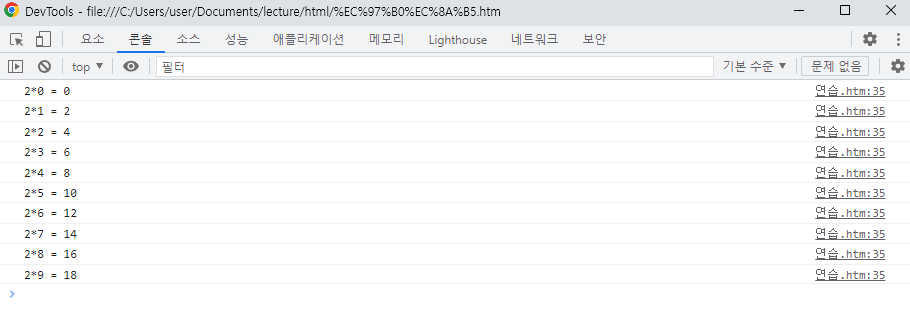 DevTools - file:///C:/Users/user/Documents/lecture/html/%EC%97%B0%EC%8A%B5.htm
요소 콘솔 소스 성능 애플리케이션 메모리 Lighthouse 네트워크 보안
top ▼ 필터 기본 수준 ▼ 문제 없음
2*0 = 0 연습.htm:35
2*1 = 2 연습.htm:35
2*2 = 4 연습.htm:35
2*3 = 6 연습.htm:35
2*4 = 8 연습.htm:35
2*5 = 10 연습.htm:35
2*6 = 12 연습.htm:35
2*7 = 14 연습.htm:35
2*8 = 16 연습.htm:35
2*9 = 18 연습.htm:35